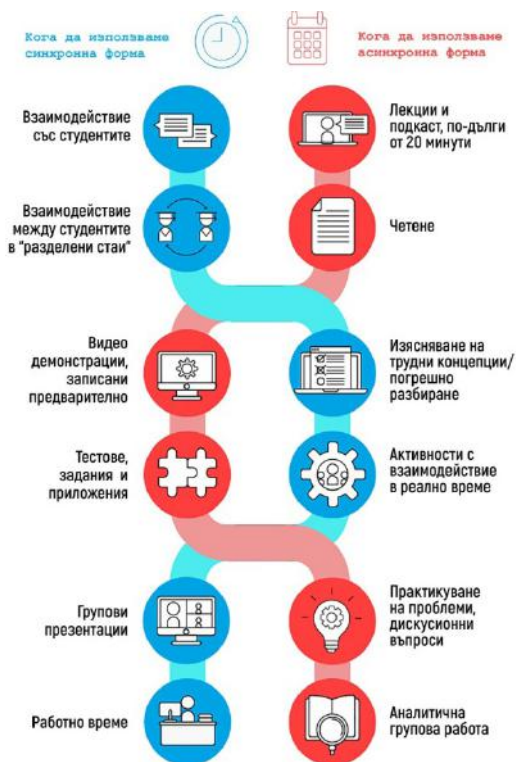 Кога да използваме
синхронна форма
Кога да използваме
асинхронна форма
Взаимодействие
със студентите
Лекции и
подкаст, по-дълги
от 20 минути
Взаимодействие
между студентите
в "разделени стаи"
Четене
Видео
демонстрации,
записани
предварително
Изясняване на
трудни концепции/
погрешно
разбиране
Тестове,
задания и
приложения
Активности с
взаимодействие
в реално време
Групови
презентации
Практикуване
на проблеми,
дискусионни
въпроси
Работно време
Аналитична
групова работа